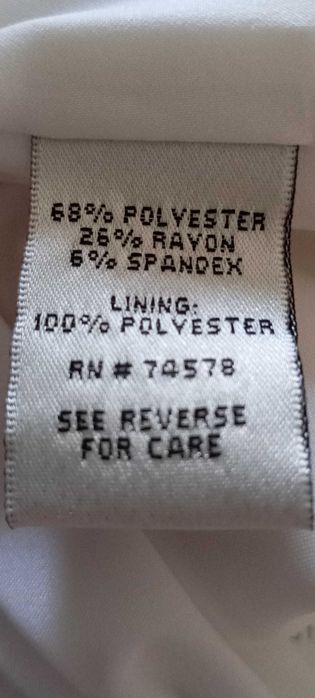 68% POLYESTER
26% RAYON
6% SPANDEX
LINING:
100% POLYESTER
RN # 74578
SEE REVERSE
FOR CARE